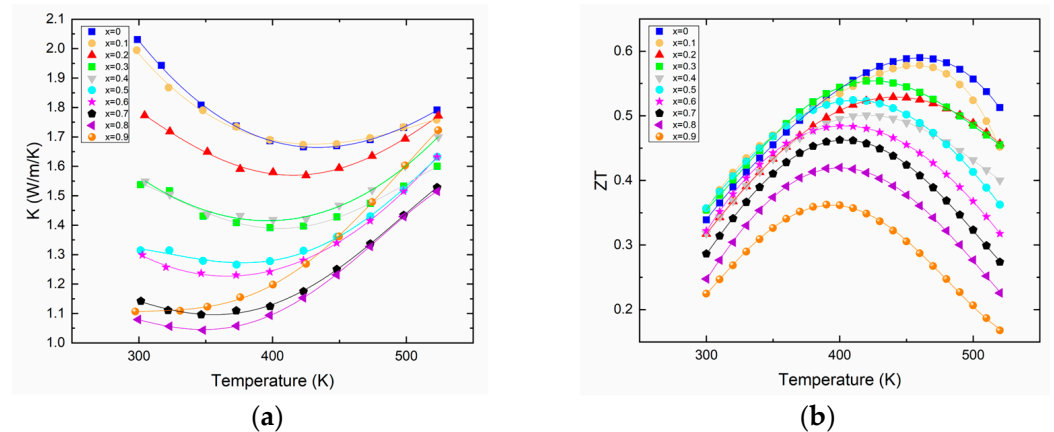 2.1
2.0
1.9
1.8
1.7
1.6
1.5
1.4
1.3
1.2
1.1
1.0
K (W/m/K)
x=0
x=0.1
x=0.2
x=0.3
x=0.4
x=0.5
x=0.6
x=0.7
x=0.8
x=0.9
300 400 500
Temperature (K)
(a)
0.6
0.5
0.4
0.3
0.2
ZT
x=0
x=0.1
x=0.2
x=0.3
x=0.4
x=0.5
x=0.6
x=0.7
x=0.8
x=0.9
300 400 500
Temperature (K)
(b)